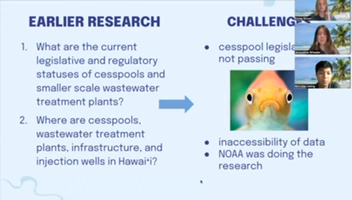 EARLIER RESEARCH
1. What are the current
legislative and regulatory
statuses of cesspools and
smaller scale wastewater
treatment plants?
2. Where are cesspools,
wastewater treatment
plants, infrastructure, and
injection wells in Hawaiʻi?
CHALLENG
● cesspool legisla
not passing
● inaccessibility of data
● NOAA was doing the
research